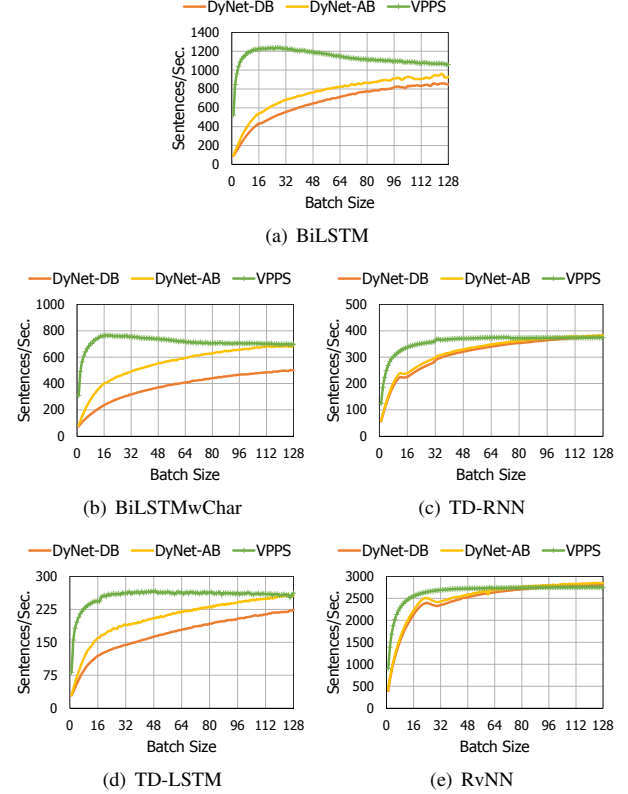 DyNet-DB DyNet-AB VPPS
Sentences/Sec.
1400
1200
1000
800
600
400
200
0
0 16 32 48 64 80 96 112 128
Batch Size
(a) BiLSTM
DyNet-DB DyNet-AB VPPS
Sentences/Sec.
1000
800
600
400
200
0
0 16 32 48 64 80 96 112 128
Batch Size
(b) BiLSTMwChar
DyNet-DB DyNet-AB VPPS
Sentences/Sec.
500
400
300
200
100
0
0 16 32 48 64 80 96 112 128
Batch Size
(c) TD-RNN
DyNet-DB DyNet-AB VPPS
Sentences/Sec.
300
225
150
75
0
0 16 32 48 64 80 96 112 128
Batch Size
(d) TD-LSTM
DyNet-DB DyNet-AB VPPS
Sentences/Sec.
3000
2500
2000
1500
1000
500
0
0 16 32 48 64 80 96 112 128
Batch Size
(e) RvNN